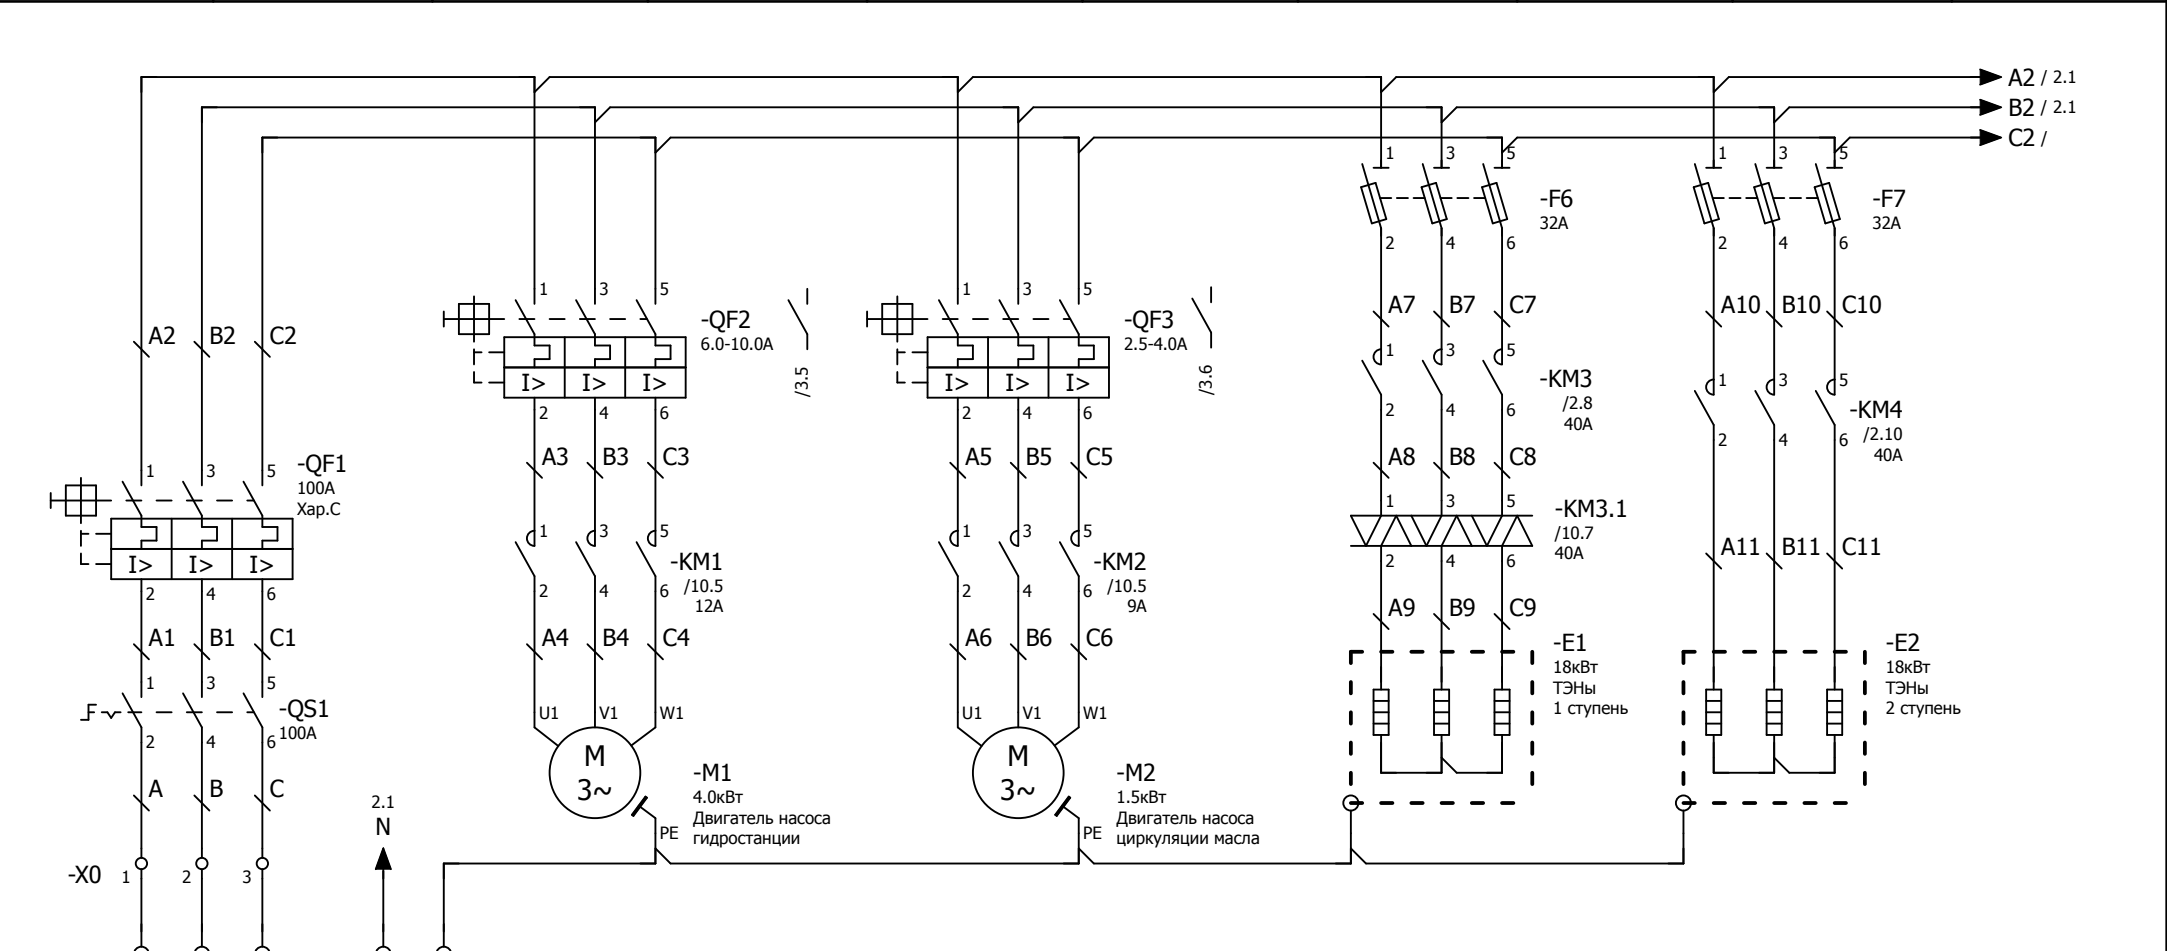 A2 / 2.1
B2 / 2.1
C2 /
1 3 5
-F6
32A
2 4 6
1 3 5
-F7
32A
2 4 6
1 3 5
-QF2
6.0-10.0A
/3.5
I> I> I>
2 4 6
1 3 5
-QF3
2.5-4.0A
/3.6
I> I> I>
2 4 6
A7 B7 C7
A10 B10 C10
A2 B2 C2
1 3 5
-KM3
/2.8
40A
2 4 6
1 3 5
-KM4
/2.10
40A
2 4 6
1 3 5
-QF1
100A
Хар.С
I> I> I>
2 4 6
A3 B3 C3
A5 B5 C5
A8 B8 C8
1 3 5
-KM3.1
/10.7
40A
2 4 6
A11 B11 C11
1 3 5
-KM1
/10.5
12A
2 4 6
1 3 5
-KM2
/10.5
9A
2 4 6
A9 B9 C9
A1 B1 C1
A4 B4 C4
A6 B6 C6
-E1
18кВт
ТЭНы
1 ступень
-E2
18кВт
ТЭНы
2 ступень
1 3 5
-QS1
100A
2 4 6
U1 V1 W1
M
3~
-M1
4.0кВт
Двигатель насоса
гидростанции
PE
U1 V1 W1
M
3~
-M2
1.5кВт
Двигатель насоса
циркуляции масла
PE
A B C
2.1
N
-X0 1 2 3